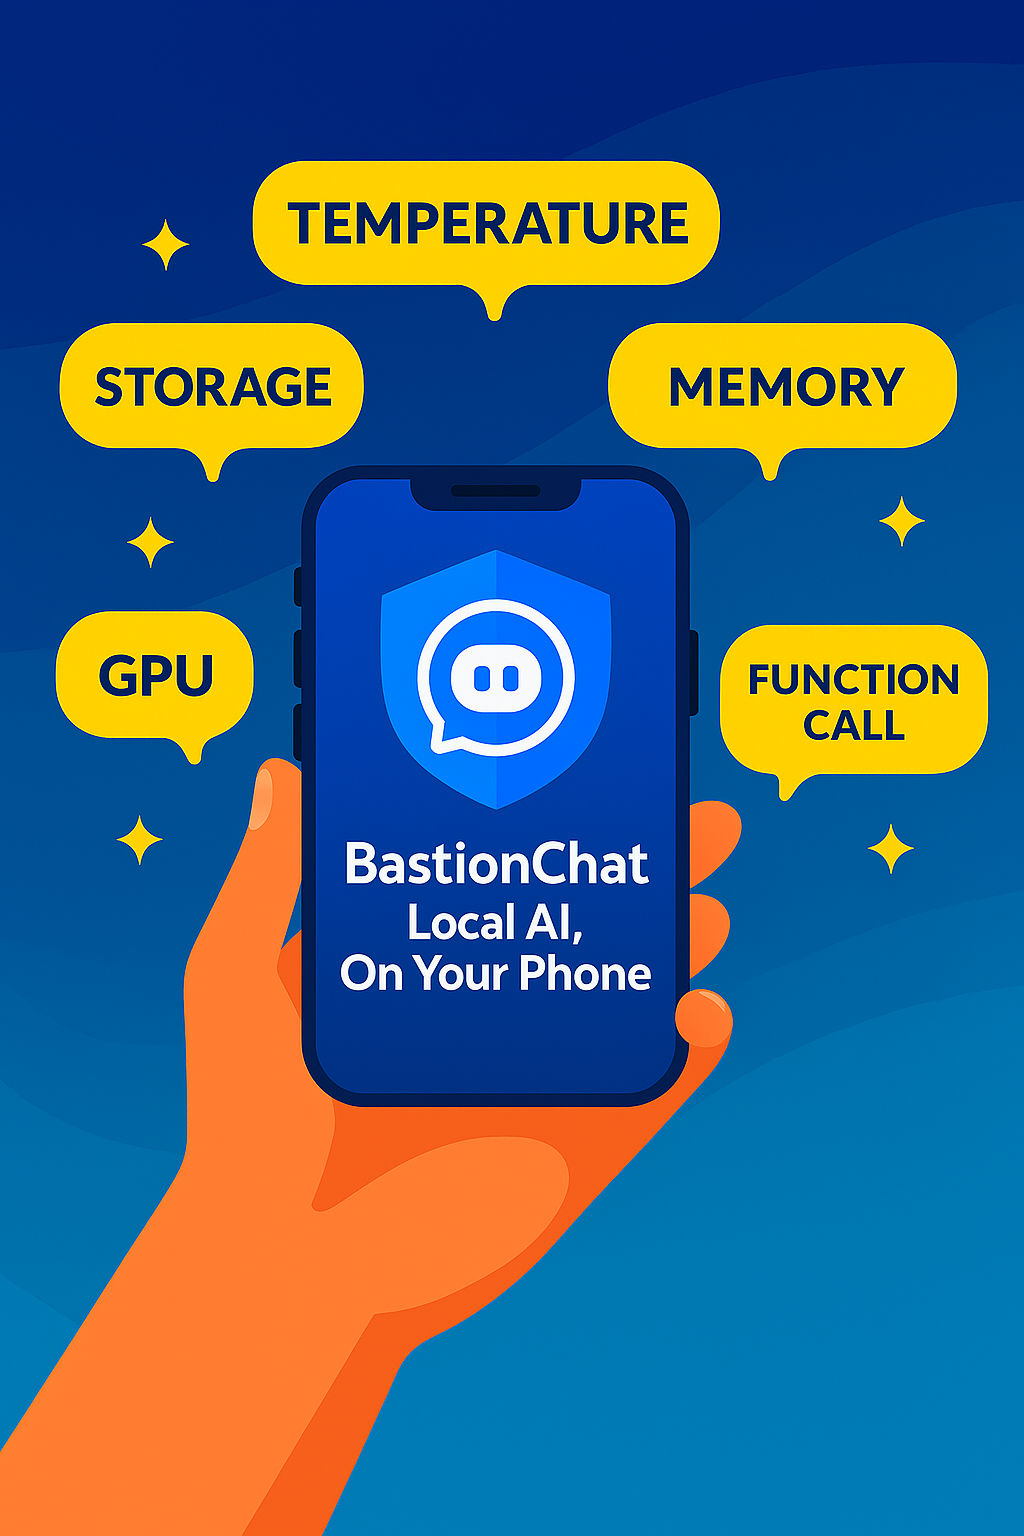 TEMPERATURE
STORAGE
MEMORY
GPU
FUNCTION
CALL
BastionChat
Local AI,
On Your Phone